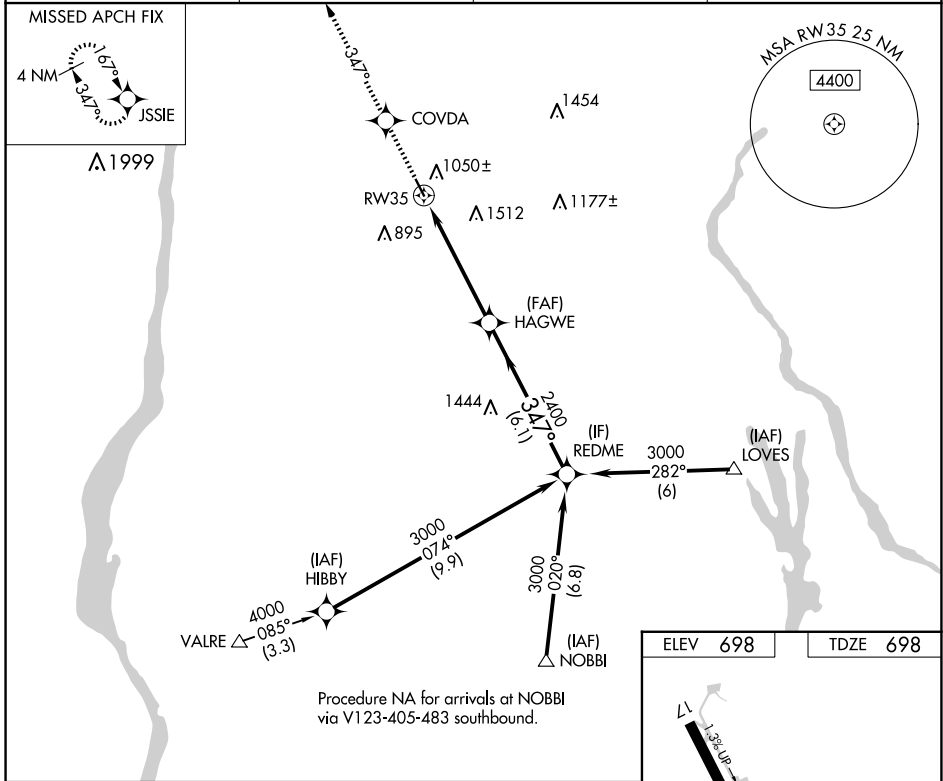 MISSED APCH FIX
4 NM
167°
347°
JSSIE
1999
347°
COVDA
1454
1050±
RW35
1512
1177±
895
MSA RW35 25 NM
4400
(FAF)
HAGWE
1444
2400
347°
(6.1)
(IF)
REDME
3000
282°
(6)
(IAF)
LOVES
3000
074°
(9.9)
(IAF)
HIBBY
4000
085°
(3.3)
VALRE
3000
020°
(6.8)
(IAF)
NOBBI
Procedure NA for arrivals at NOBBI
via V123-405-483 southbound.
ELEV 698
TDZE 698
17
1.3% UP